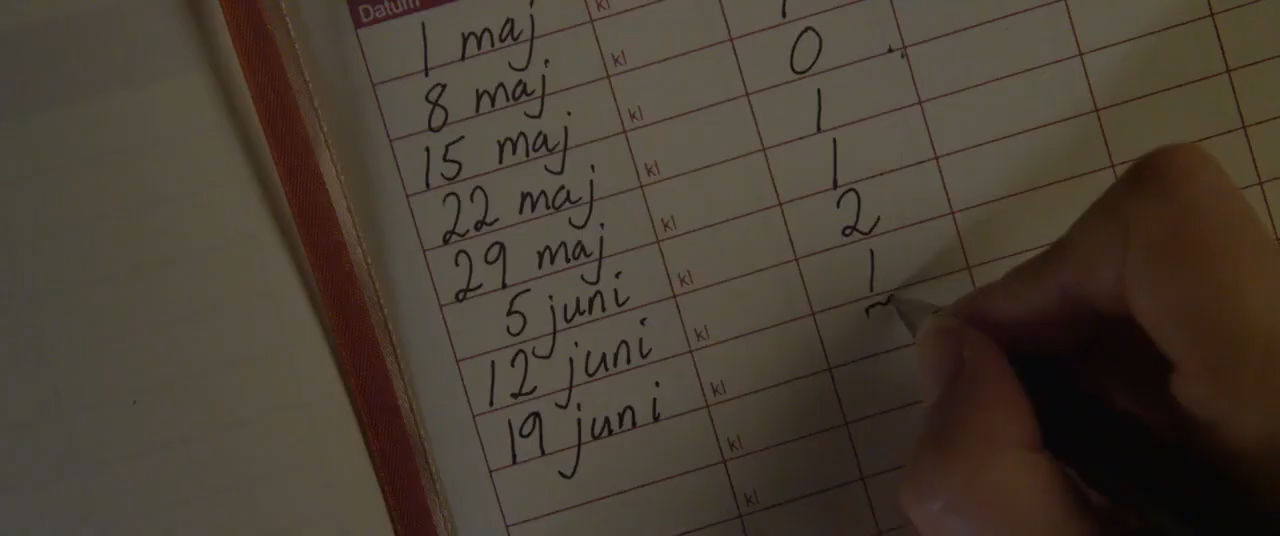 Datum
1 maj kl
8 maj kl
15 maj kl 0
22 maj kl 1
29 maj kl 1
5 juni kl 2
12 juni kl 1
19 juni kl
kl
kl